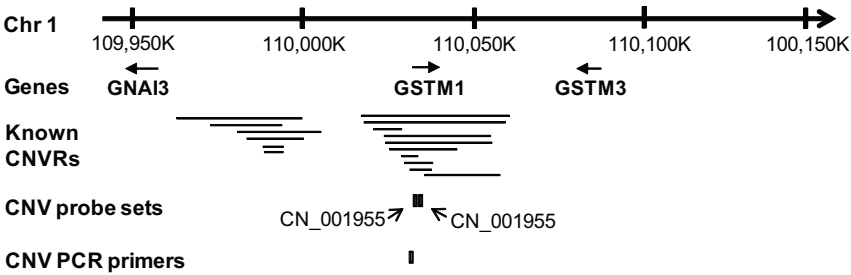 Chr 1
109,950K 110,000K 110,050K 110,100K 100,150K
Genes
GNAI3 GSTM1 GSTM3
Known
CNVRs
CNV probe sets
CN_001955 CN_001955
CNV PCR primers